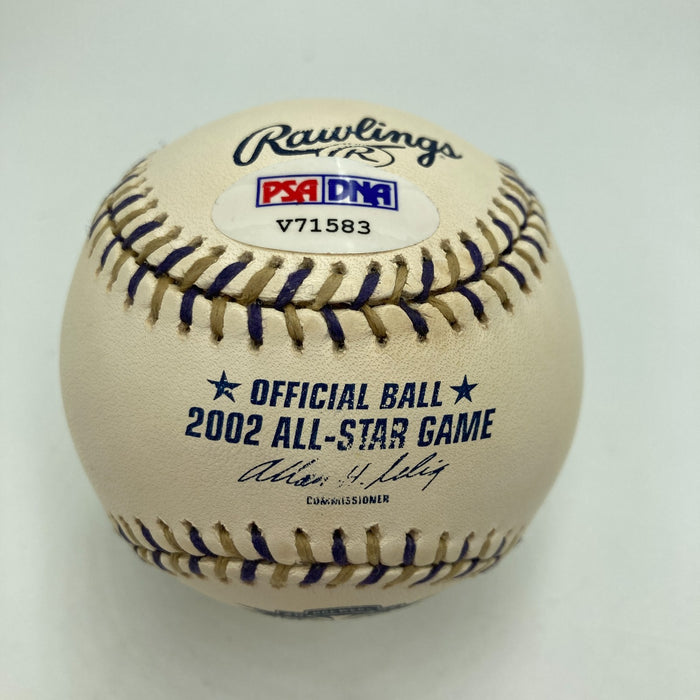 Rawlings
R
PSA DNA
V71583
OFFICIAL BALL
2002 ALL-STAR GAME
Allan H. Selig
COMMISSIONER